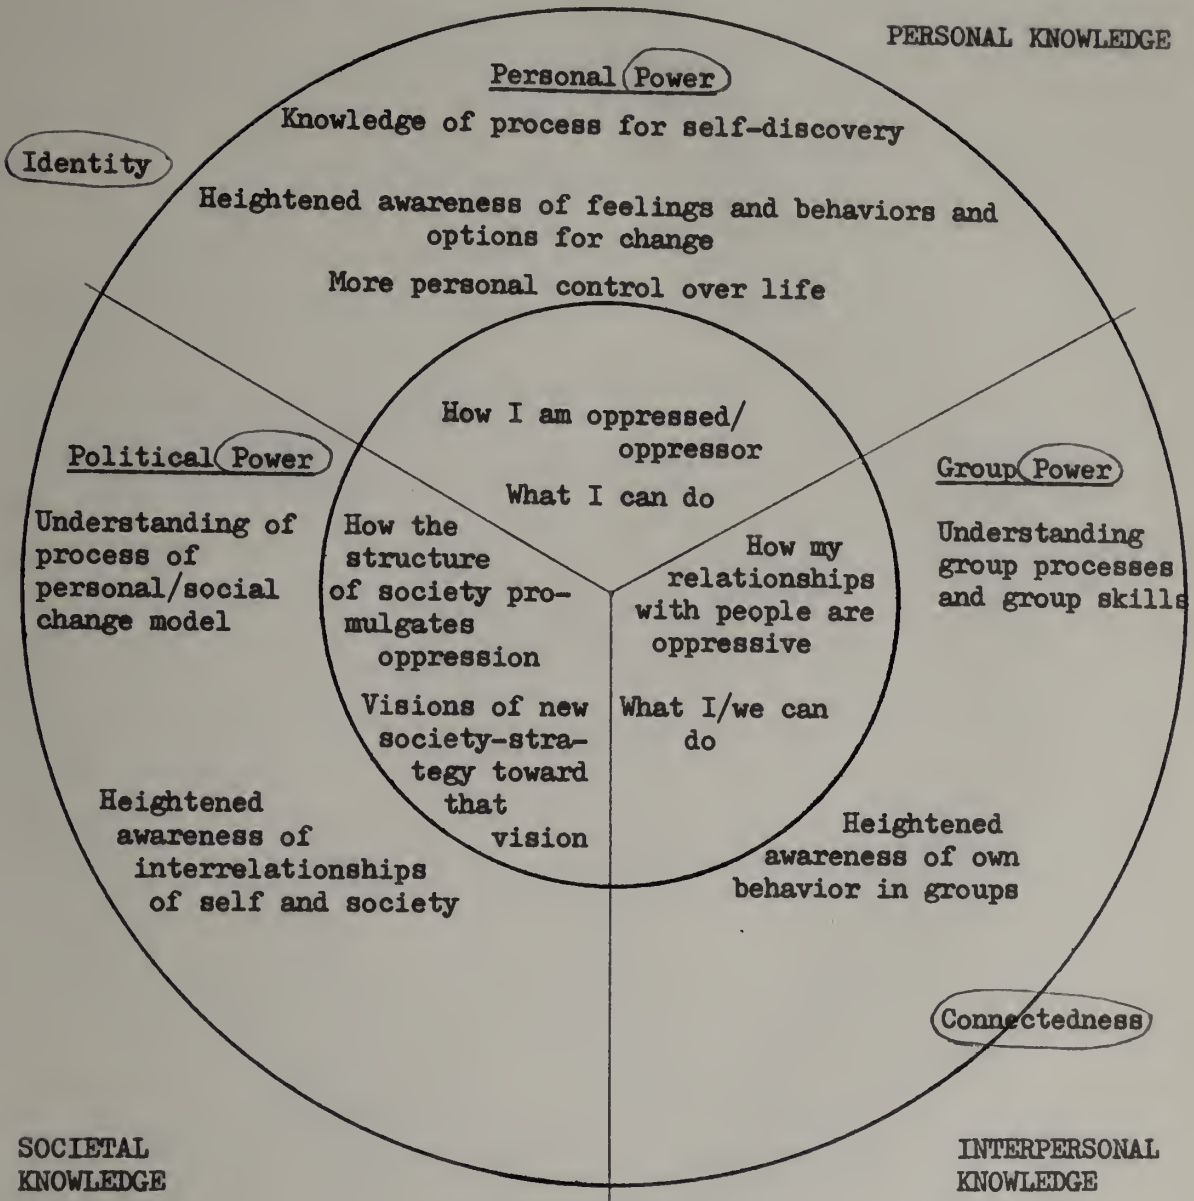 PERSONAL KNOWLEDGE
Personal Power
Knowledge of process for self-discovery
Identity
Heightened awareness of feelings and behaviors and
options for change
More personal control over life
How I am oppressed/
oppressor
What I can do
Political Power
Understanding of
process of
personal/social
change model
How the
structure
of society pro-
mulgates
oppression
Visions of new
society-stra-
tegy toward
that
vision
Heightened
awareness of
interrelationships
of self and society
How my
relationships
with people are
oppressive
What I/we can
do
Group Power
Understanding
group processes
and group skills
Heightened
awareness of own
behavior in groups
Connectedness
SOCIETAL
KNOWLEDGE
INTERPERSONAL
KNOWLEDGE